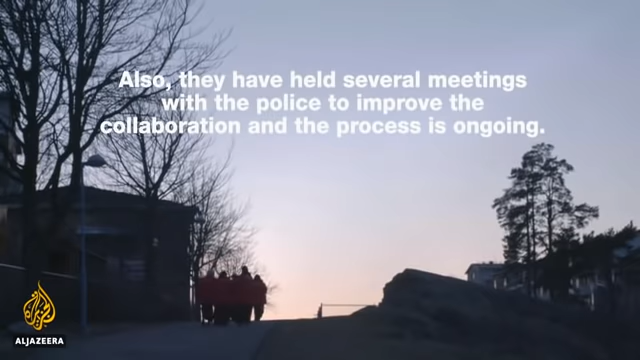 Also, they have held several meetings
with the police to improve the
collaboration and the process is ongoing.
ALJAZEERA